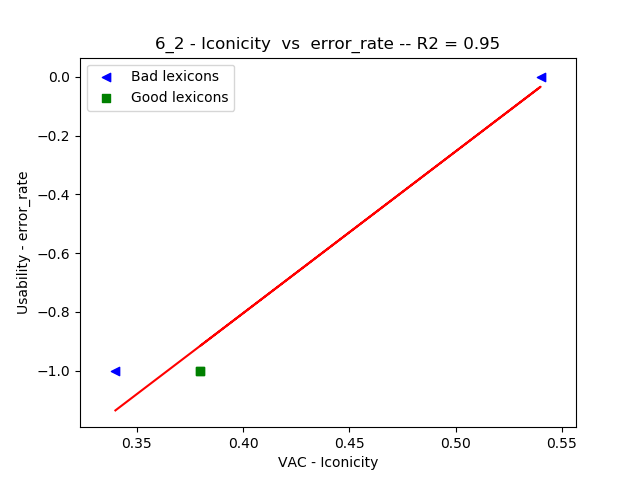 6_2 - Iconicity  vs  error_rate -- R2 = 0.95
Bad lexicons
Good lexicons
0.0
−0.2
−0.4
−0.6
−0.8
−1.0
Usability - error_rate
0.35
0.40
0.45
0.50
0.55
VAC - Iconicity